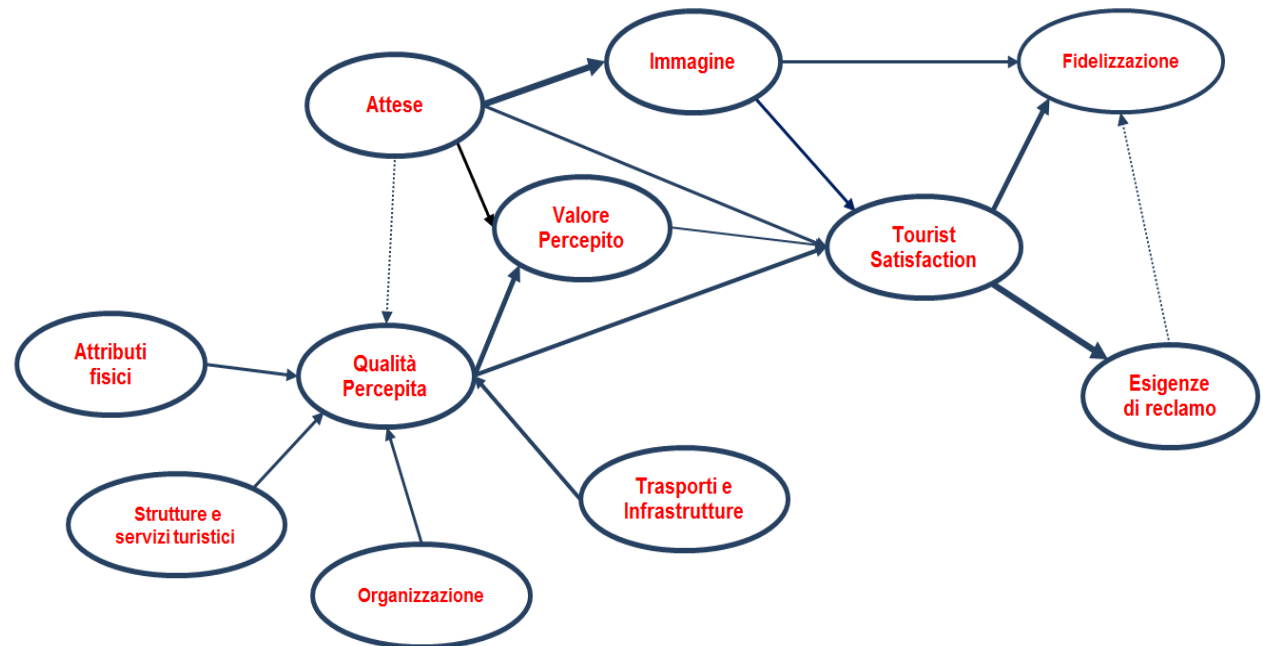 Immagine
Fidelizzazione
Attese
Valore
Percepito
Tourist
Satisfaction
Attributi
fisici
Qualità
Percepita
Esigenze
di reclamo
Trasporti e
Infrastrutture
Strutture e
servizi turistici
Organizzazione